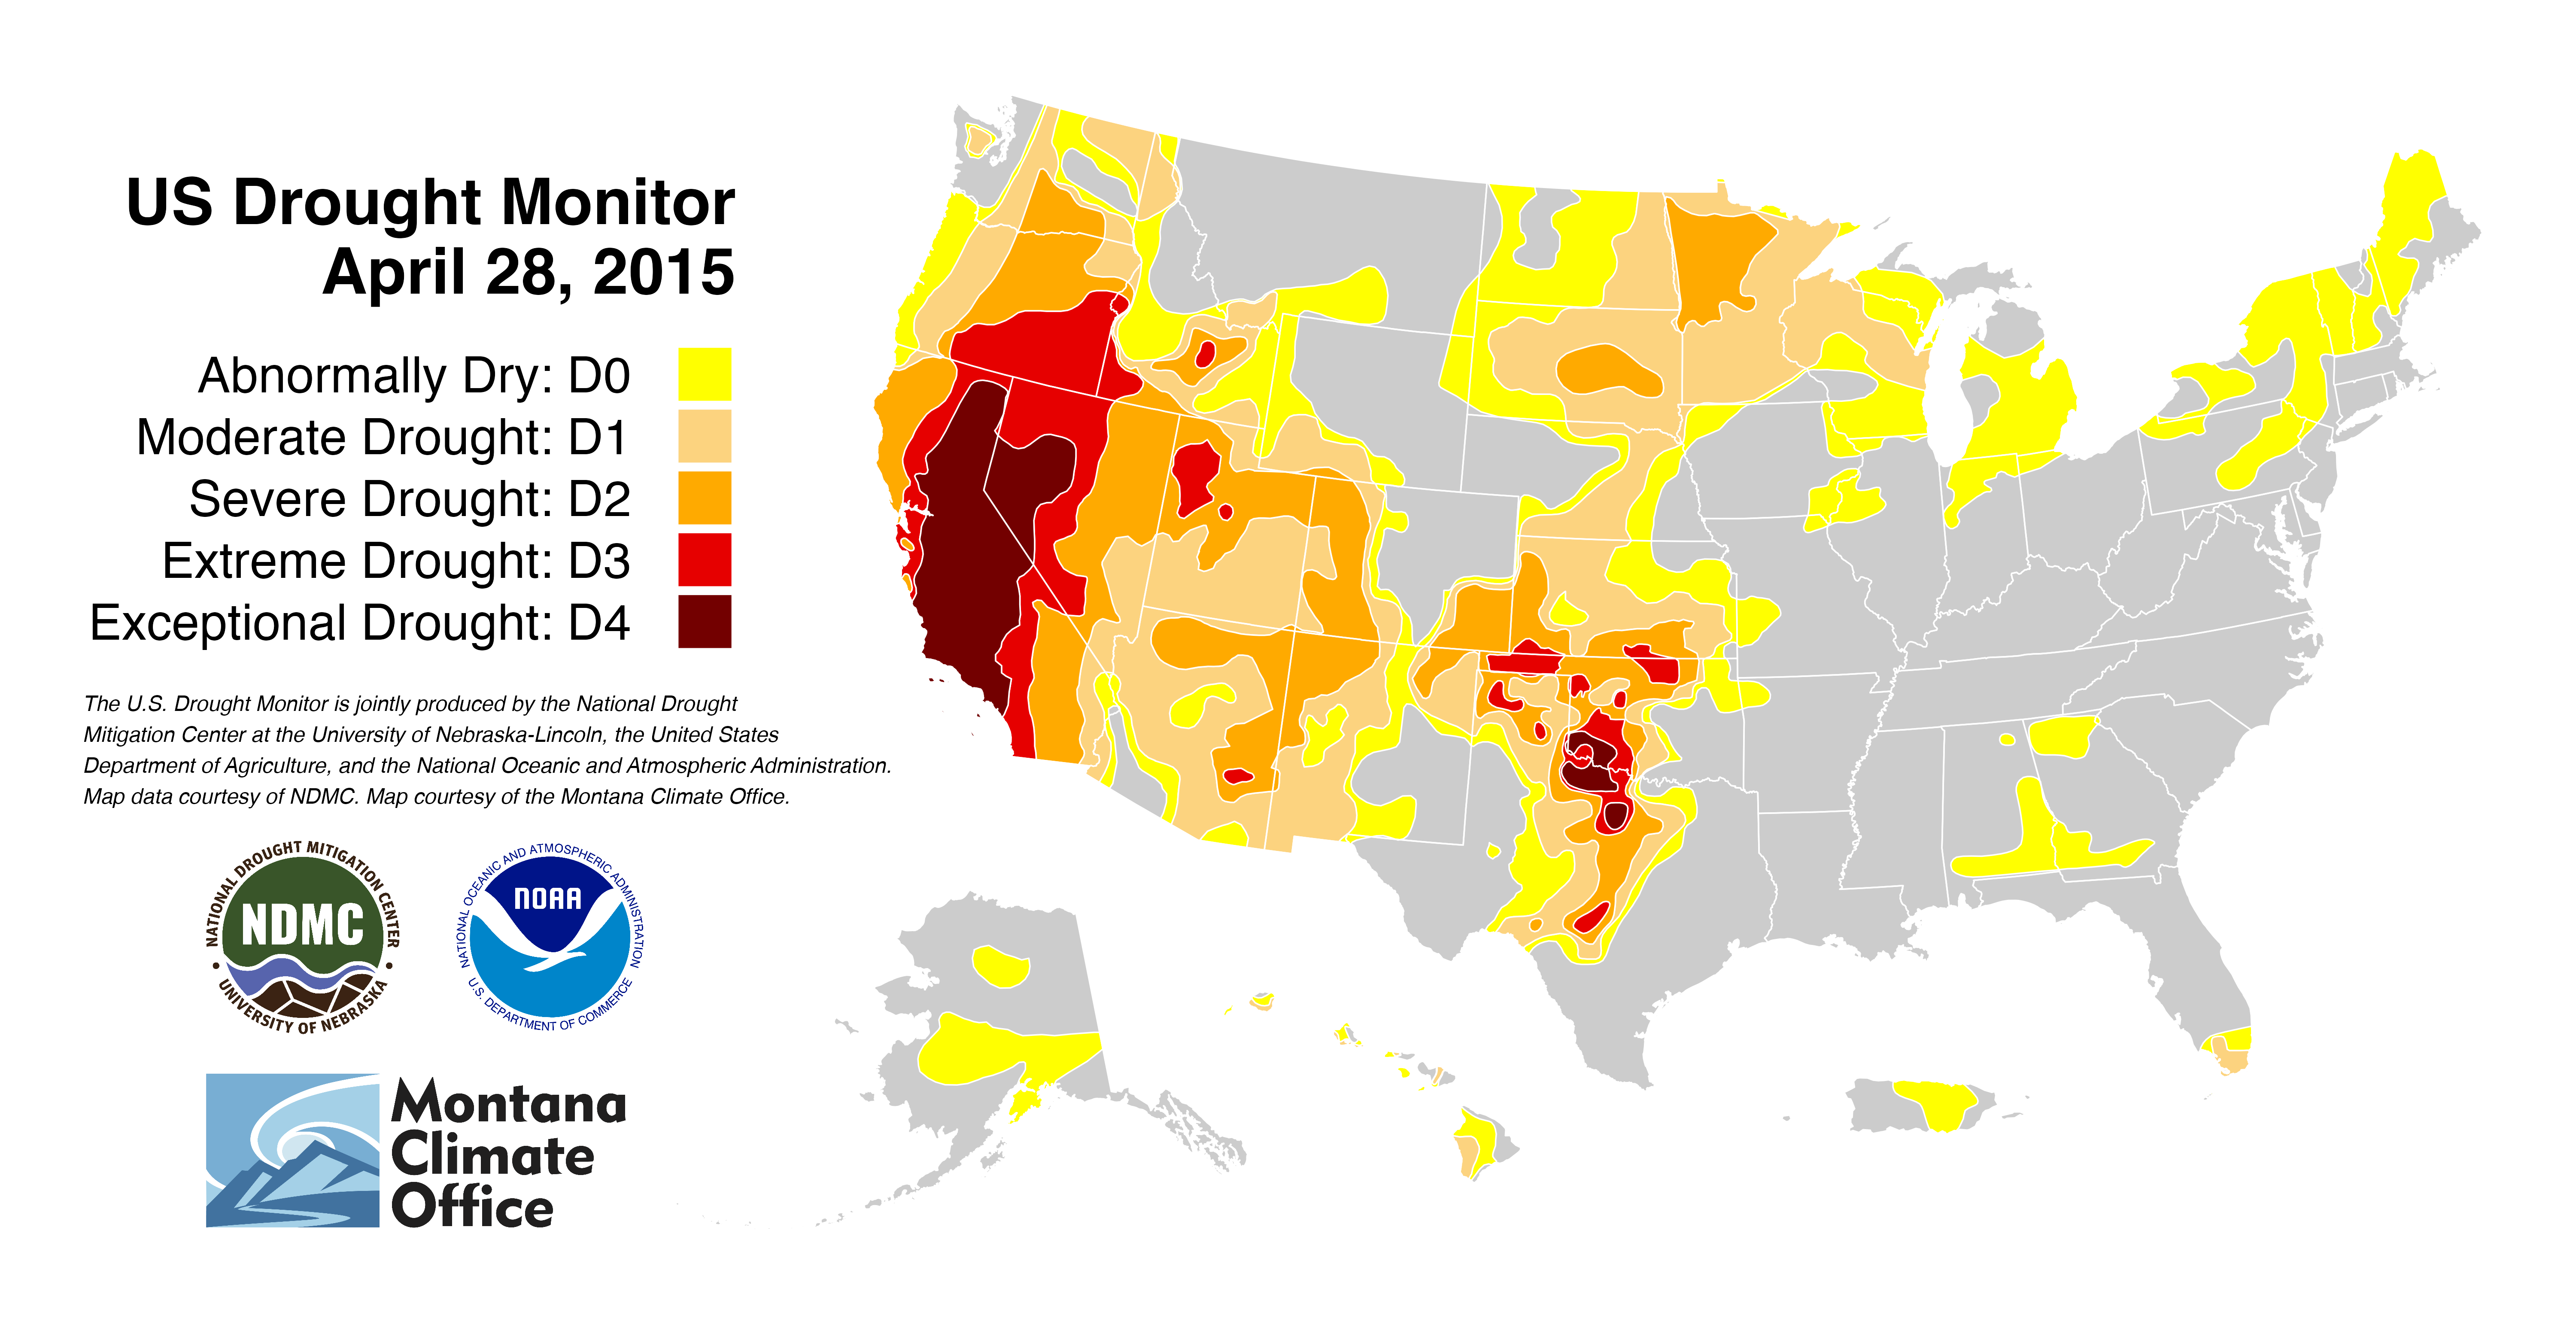 US Drought Monitor
April 28, 2015
Abnormally Dry: D0
Moderate Drought: D1
Severe Drought: D2
Extreme Drought: D3
Exceptional Drought: D4
The U.S. Drought Monitor is jointly produced by the National Drought
Mitigation Center at the University of Nebraska-Lincoln, the United States
Department of Agriculture, and the National Oceanic and Atmospheric Administration.
Map data courtesy of NDMC. Map courtesy of the Montana Climate Office.
NATIONAL DROUGHT MITIGATION CENTER
NDMC
• UNIVERSITY OF NEBRASKA •
NATIONAL OCEANIC AND ATMOSPHERIC ADMINISTRATION
NOAA
U.S. DEPARTMENT OF COMMERCE
Montana
Climate
Office